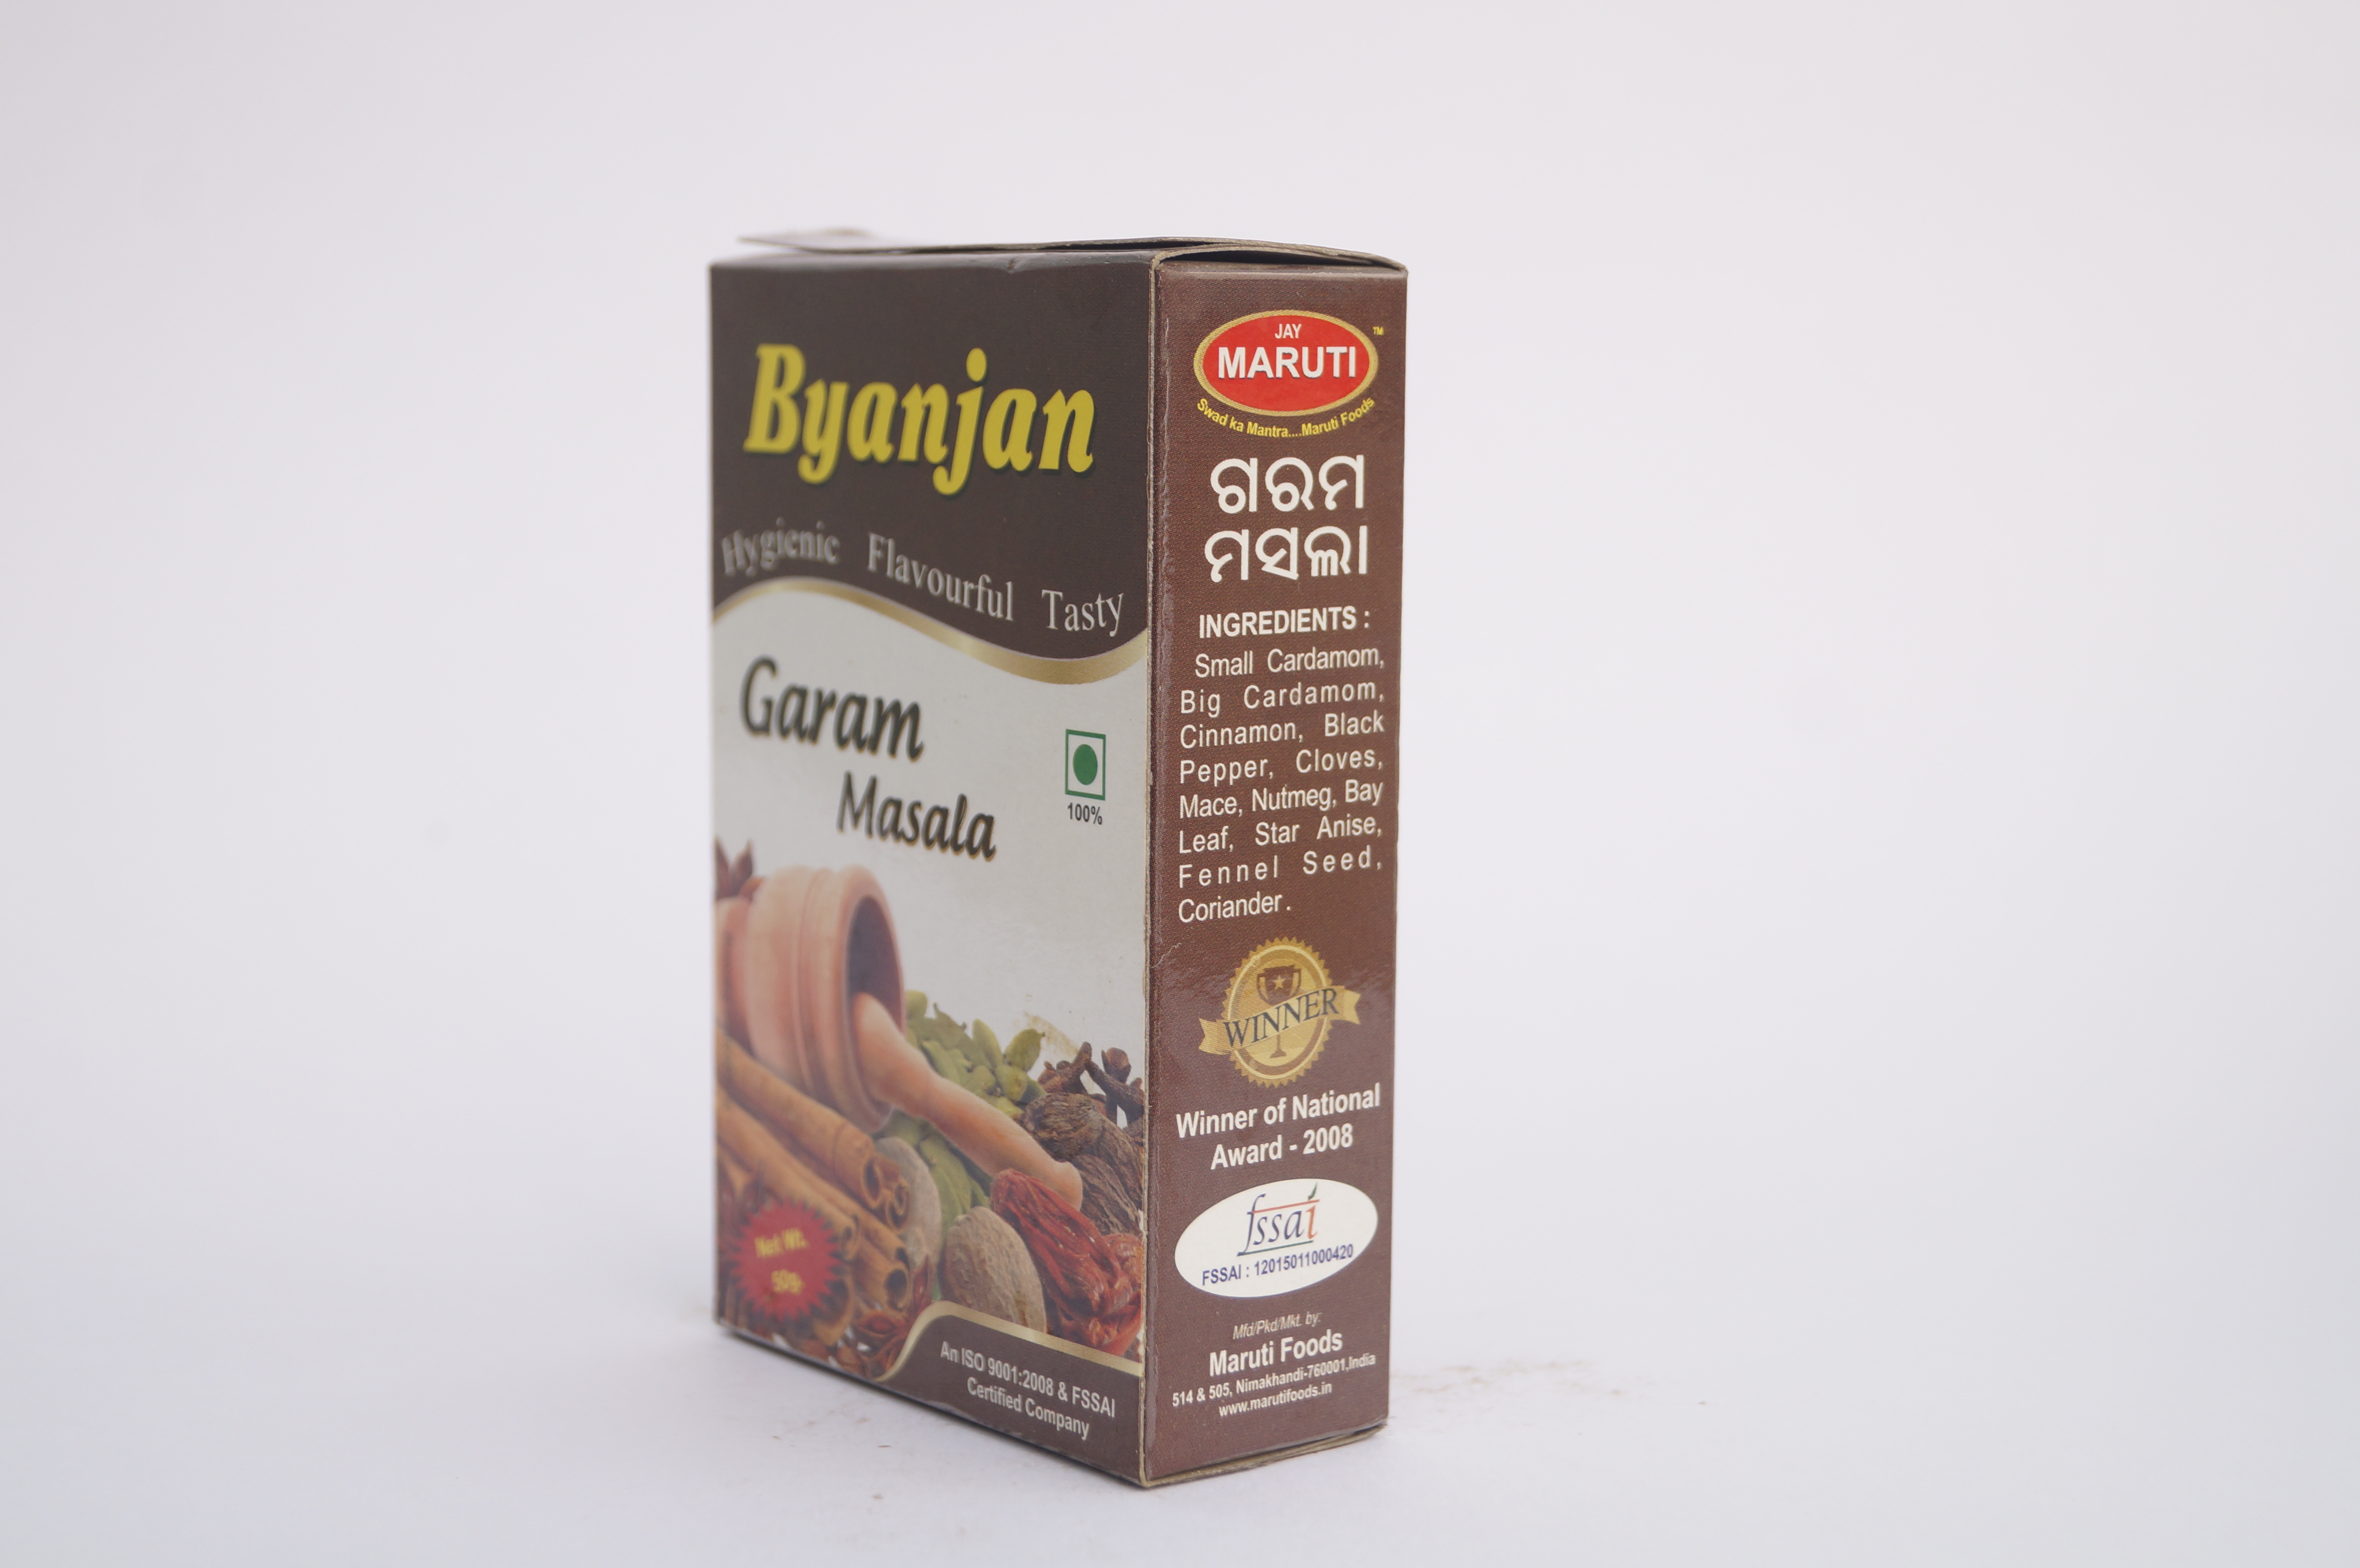 Byanjan
Hygienic Flavourful Tasty
Garam
Masala
100%
Net Wt.
50g.
An ISO 9001:2008 & FSSAI
Certified Company
JAY
MARUTI
TM
Swad ka Mantra....Maruti Foods
ଗରମ
ମସଲା
INGREDIENTS :
Small Cardamom,
Big Cardamom,
Cinnamon, Black
Pepper, Cloves,
Mace, Nutmeg, Bay
Leaf, Star Anise,
Fennel Seed,
Coriander.
WINNER
Winner of National
Award - 2008
fssai
FSSAI : 12015011000420
Mfd/Pkd/Mkt. by:
Maruti Foods
514 & 505, Nimakhandi-760001,India
www.marutifoods.in